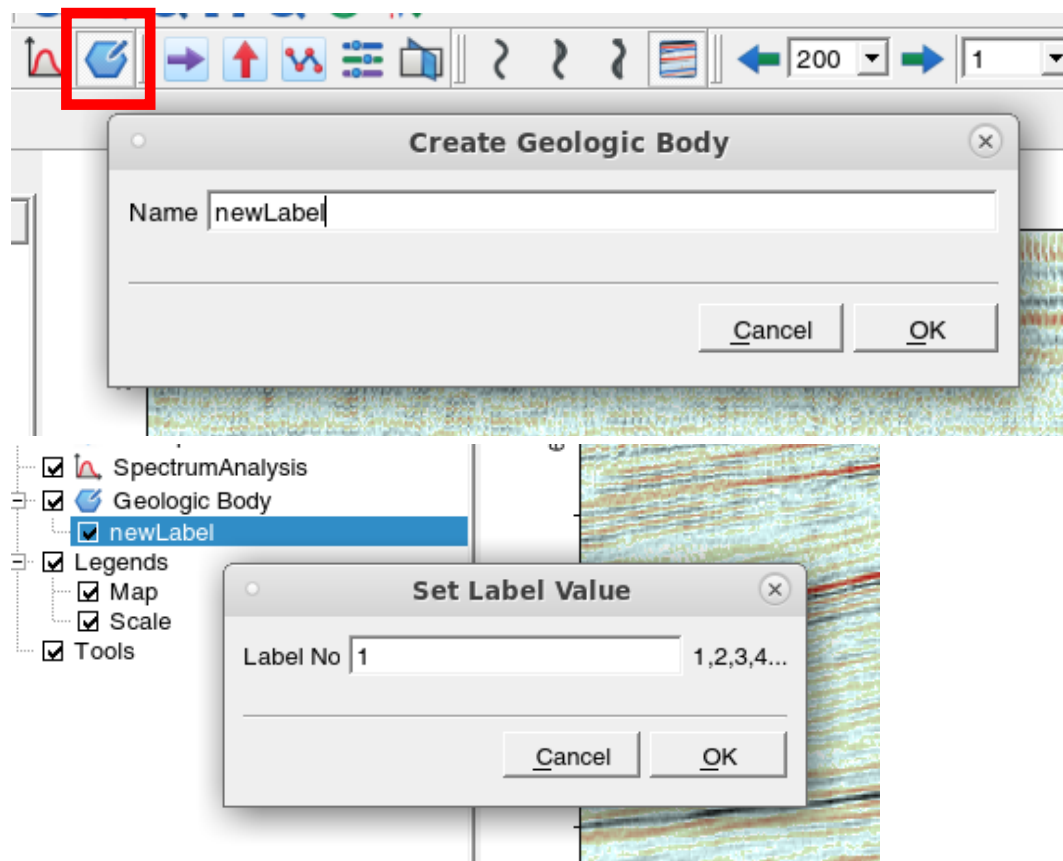 200
1
Create Geologic Body
Name newLabel
Cancel OK
SpectrumAnalysis
Geologic Body
newLabel
Legends
Map
Scale
Tools
Set Label Value
Label No 1 1,2,3,4...
Cancel OK